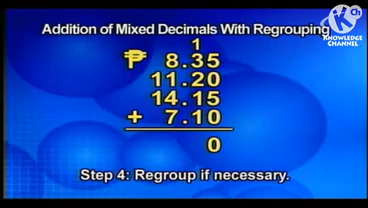 Ch
K
KNOWLEDGE
CHANNEL
Addition of Mixed Decimals With Regrouping
1
₱ 8.35
11.20
14.15
+ 7.10
0
Step 4: Regroup if necessary.